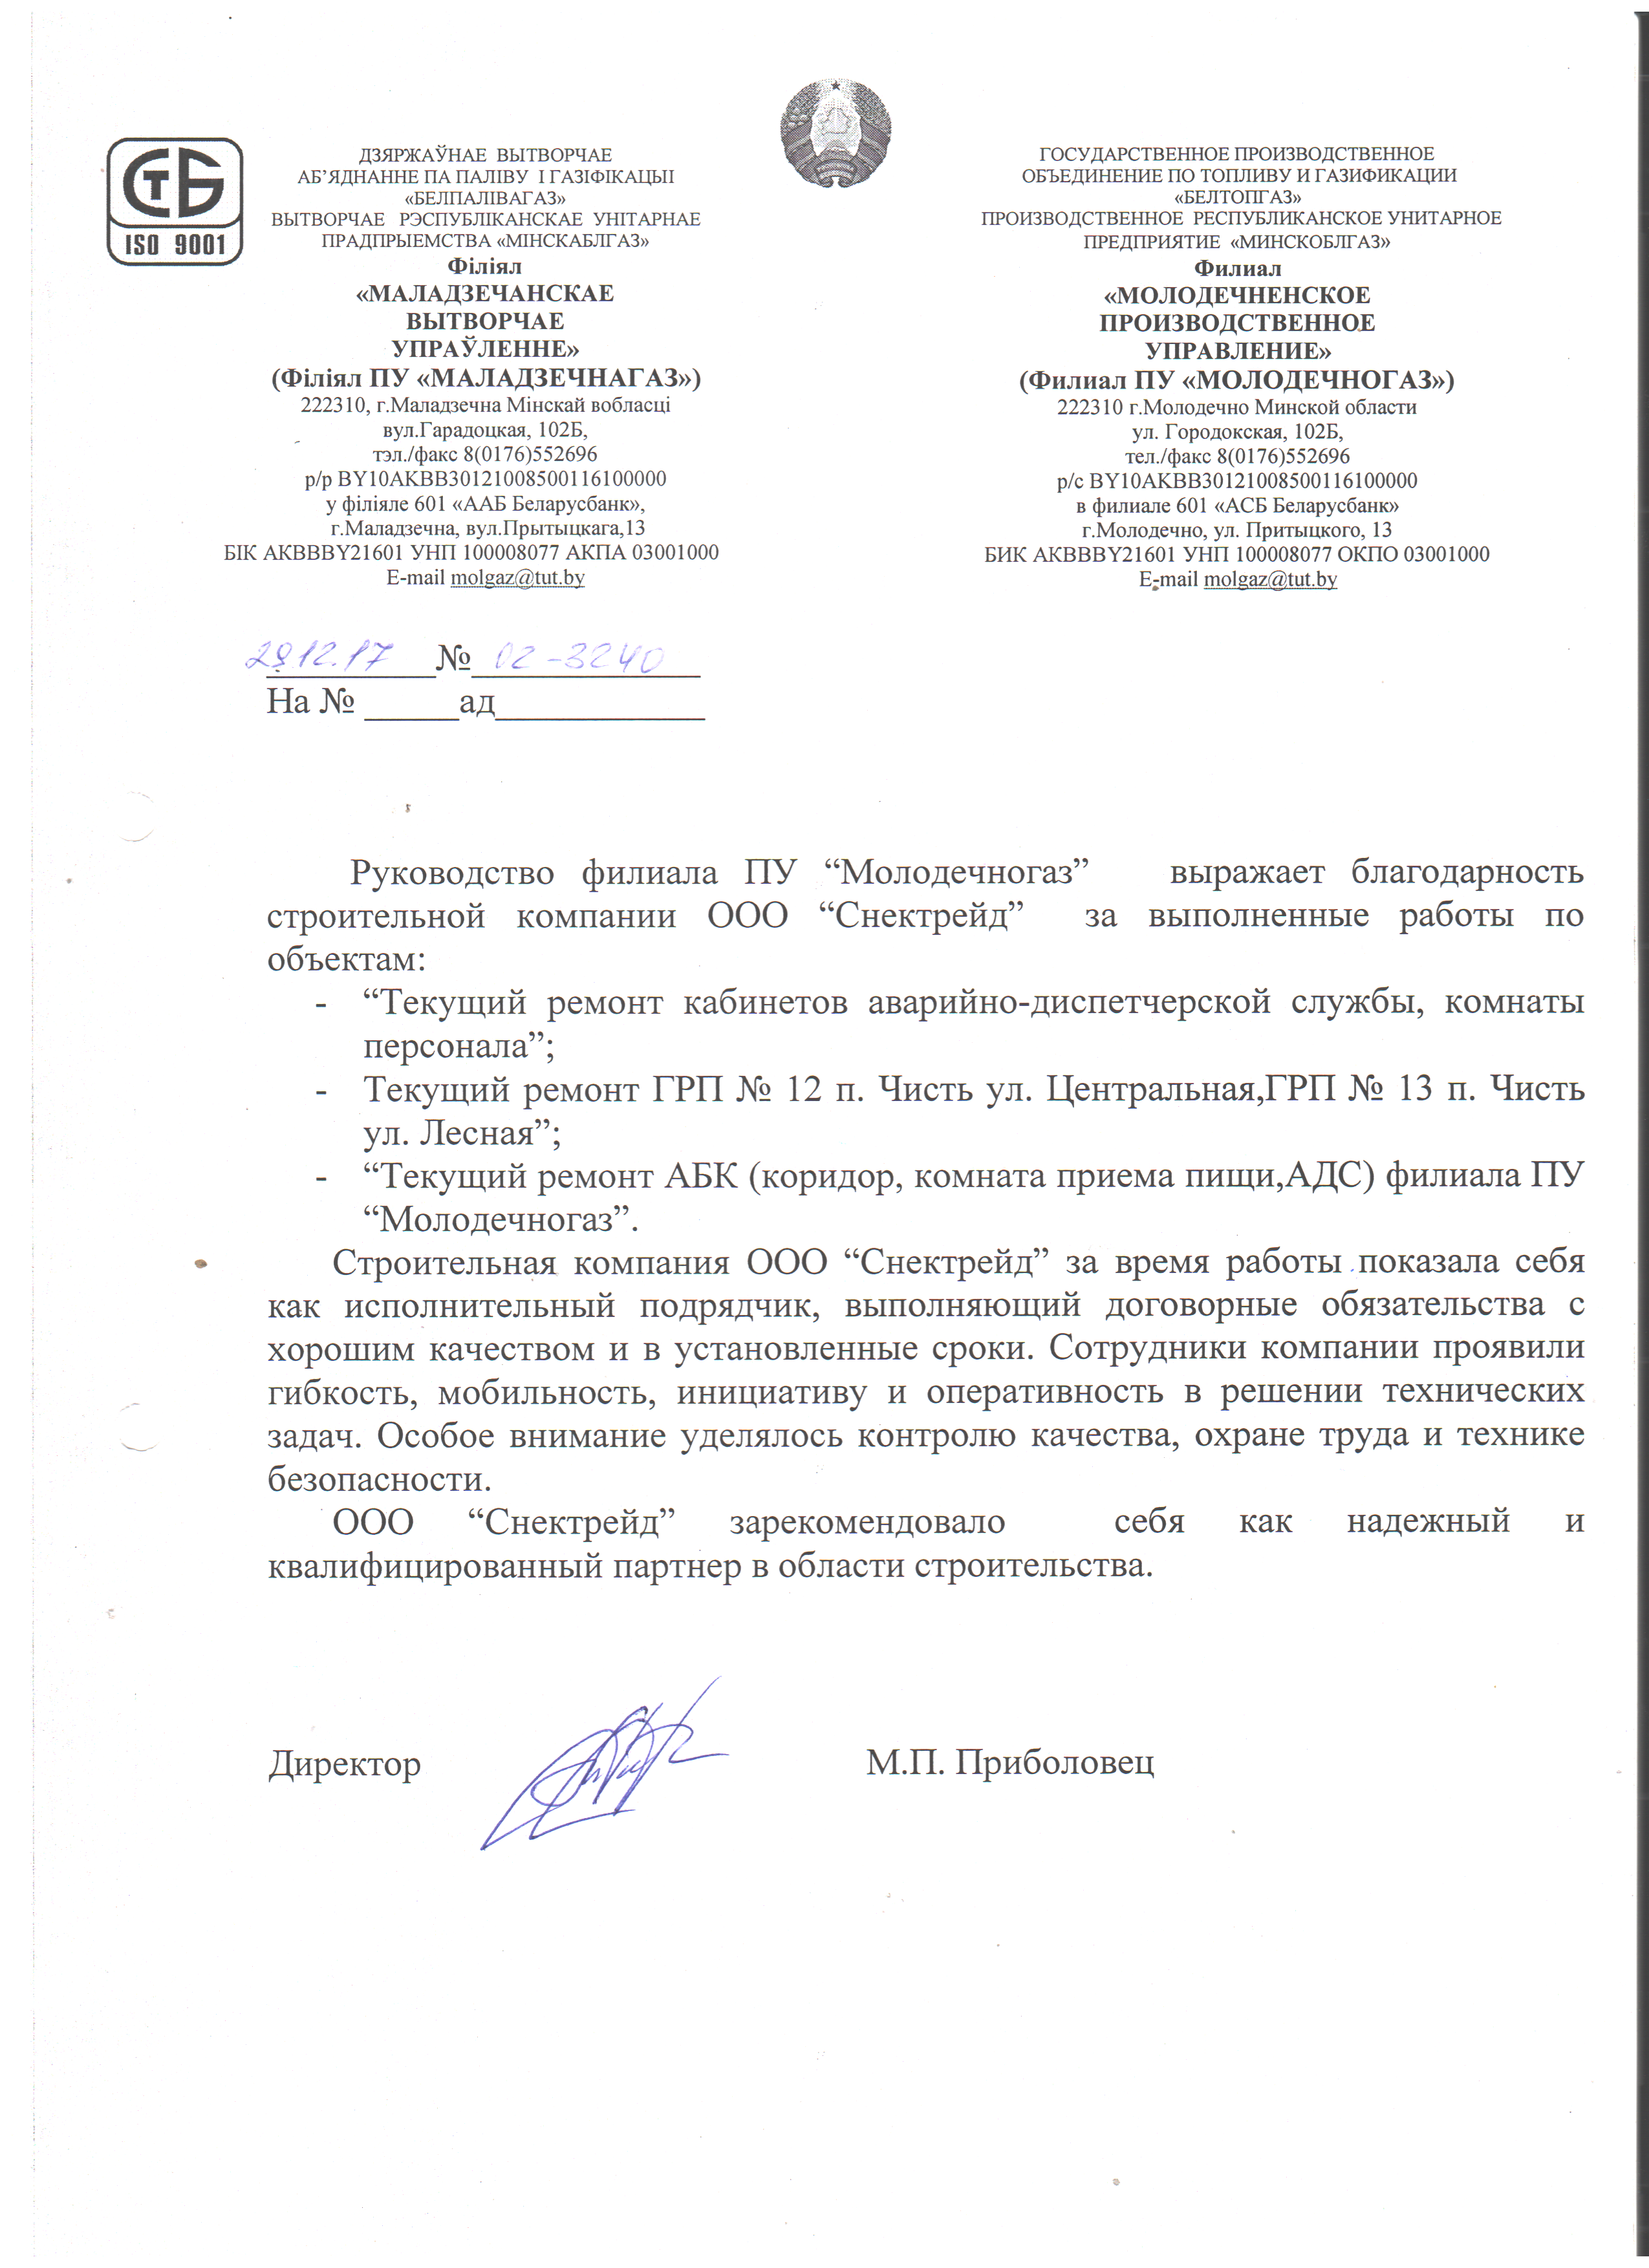 СТБ
ISO 9001
ДЗЯРЖАЎНАЕ ВЫТВОРЧАЕ
АБ’ЯДНАННЕ ПА ПАЛІВУ І ГАЗІФІКАЦЫІ
«БЕЛПАЛІВАГАЗ»
ВЫТВОРЧАЕ РЭСПУБЛІКАНСКАЕ УНІТАРНАЕ
ПРАДПРЫЕМСТВА «МІНСКАБЛГАЗ»
Філіял
«МАЛАДЗЕЧАНСКАЕ
ВЫТВОРЧАЕ
УПРАЎЛЕННЕ»
(Філіял ПУ «МАЛАДЗЕЧНАГАЗ»)
222310, г.Маладзечна Мінскай вобласці
вул.Гарадоцкая, 102Б,
тэл./факс 8(0176)552696
р/р BY10AKBB30121008500116100000
у філіяле 601 «ААБ Беларусбанк»,
г.Маладзечна, вул.Прытыцкага,13
БІК AKBBBY21601 УНП 100008077 АКПА 03001000
E-mail molgaz@tut.by
ГОСУДАРСТВЕННОЕ ПРОИЗВОДСТВЕННОЕ
ОБЪЕДИНЕНИЕ ПО ТОПЛИВУ И ГАЗИФИКАЦИИ
«БЕЛТОПГАЗ»
ПРОИЗВОДСТВЕННОЕ РЕСПУБЛИКАНСКОЕ УНИТАРНОЕ
ПРЕДПРИЯТИЕ «МИНСКОБЛГАЗ»
Филиал
«МОЛОДЕЧНЕНСКОЕ
ПРОИЗВОДСТВЕННОЕ
УПРАВЛЕНИЕ»
(Филиал ПУ «МОЛОДЕЧНОГАЗ»)
222310 г.Молодечно Минской области
ул. Городокская, 102Б,
тел./факс 8(0176)552696
р/с BY10AKBB30121008500116100000
в филиале 601 «АСБ Беларусбанк»
г.Молодечно, ул. Притыцкого, 13
БИК AKBBBY21601 УНП 100008077 ОКПО 03001000
E-mail molgaz@tut.by
29.12.17 № 02-3240
На № _____ад___________
Руководство филиала ПУ “Молодечногаз” выражает благодарность
строительной компании ООО “Снектрейд” за выполненные работы по
объектам:
- “Текущий ремонт кабинетов аварийно-диспетчерской службы, комнаты
персонала”;
- Текущий ремонт ГРП № 12 п. Чисть ул. Центральная,ГРП № 13 п. Чисть
ул. Лесная”;
- “Текущий ремонт АБК (коридор, комната приема пищи,АДС) филиала ПУ
“Молодечногаз”.
Строительная компания ООО “Снектрейд” за время работы показала себя
как исполнительный подрядчик, выполняющий договорные обязательства с
хорошим качеством и в установленные сроки. Сотрудники компании проявили
гибкость, мобильность, инициативу и оперативность в решении технических
задач. Особое внимание уделялось контролю качества, охране труда и технике
безопасности.
ООО “Снектрейд” зарекомендовало себя как надежный и
квалифицированный партнер в области строительства.
Директор М.П. Приболовец